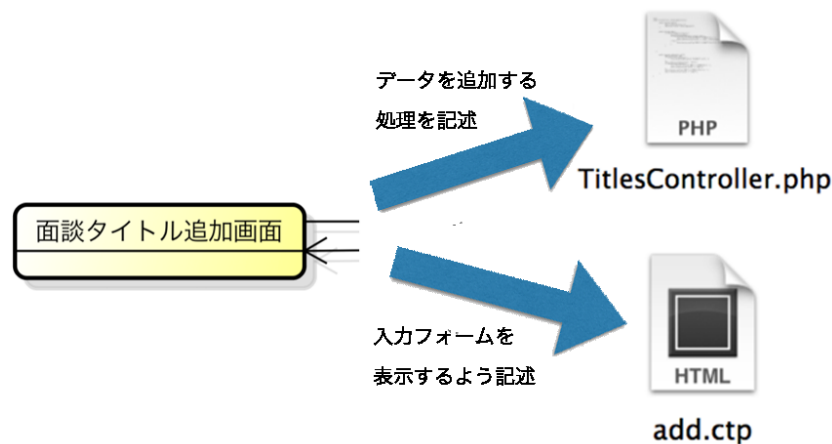 データを追加する
処理を記述
PHP
TitlesController.php
面談タイトル追加画面
入力フォームを
表示するよう記述
HTML
add.ctp